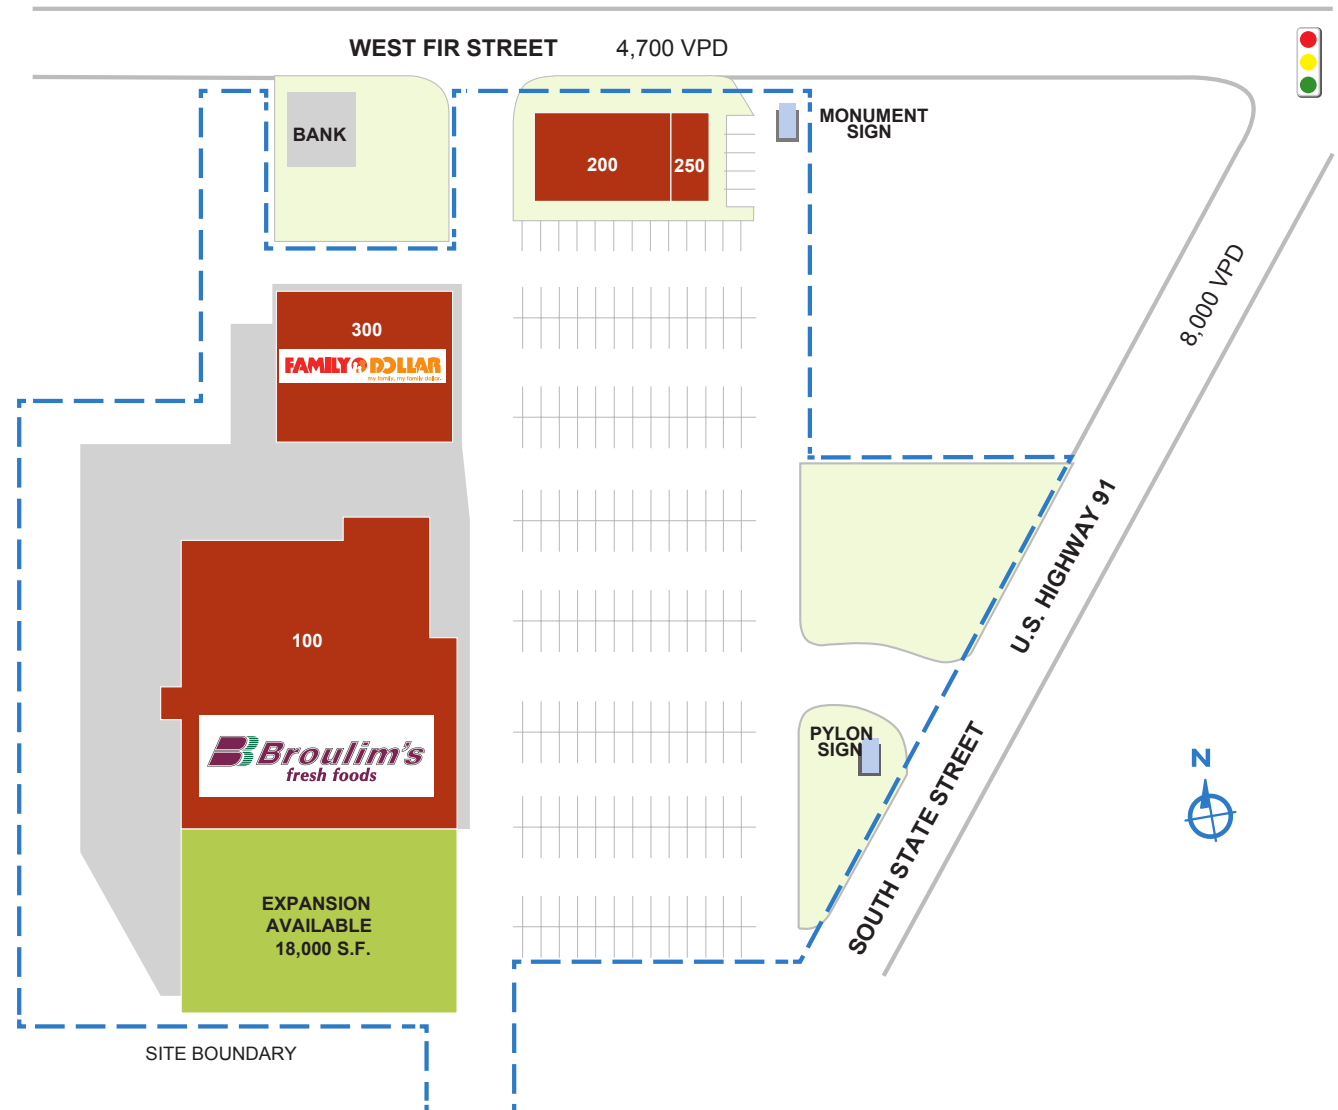 WEST FIR STREET 4,700 VPD
BANK
MONUMENT
SIGN
200
250
300
FAMILY DOLLAR
my family, my family dollar.
8,000 VPD
U.S. HIGHWAY 91
100
Broulim's
fresh foods
PYLON
SIGN
SOUTH STATE STREET
N
EXPANSION
AVAILABLE
18,000 S.F.
SITE BOUNDARY